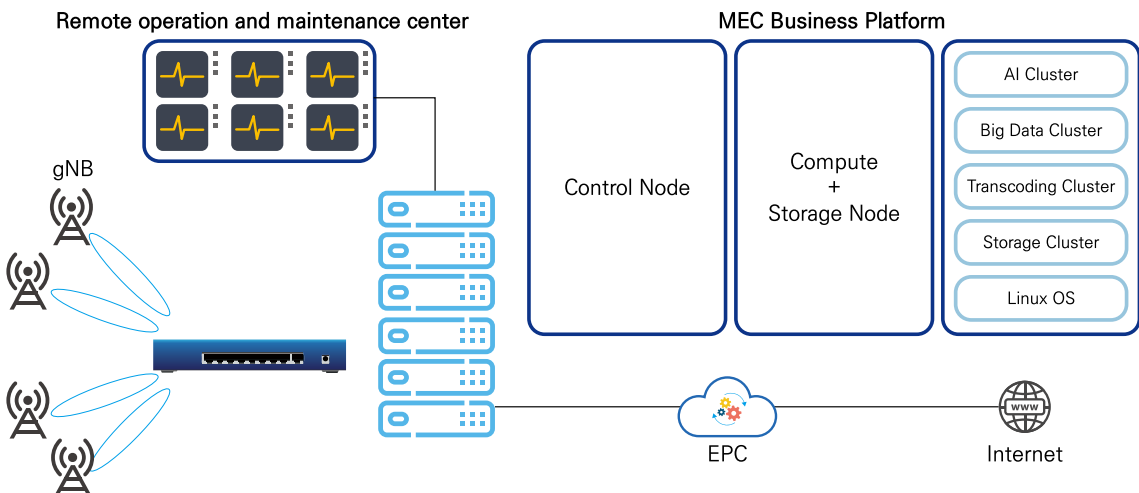 Remote operation and maintenance center
MEC Business Platform
gNB
Control Node
Compute
+
Storage Node
AI Cluster
Big Data Cluster
Transcoding Cluster
Storage Cluster
Linux OS
WWW
EPC
Internet